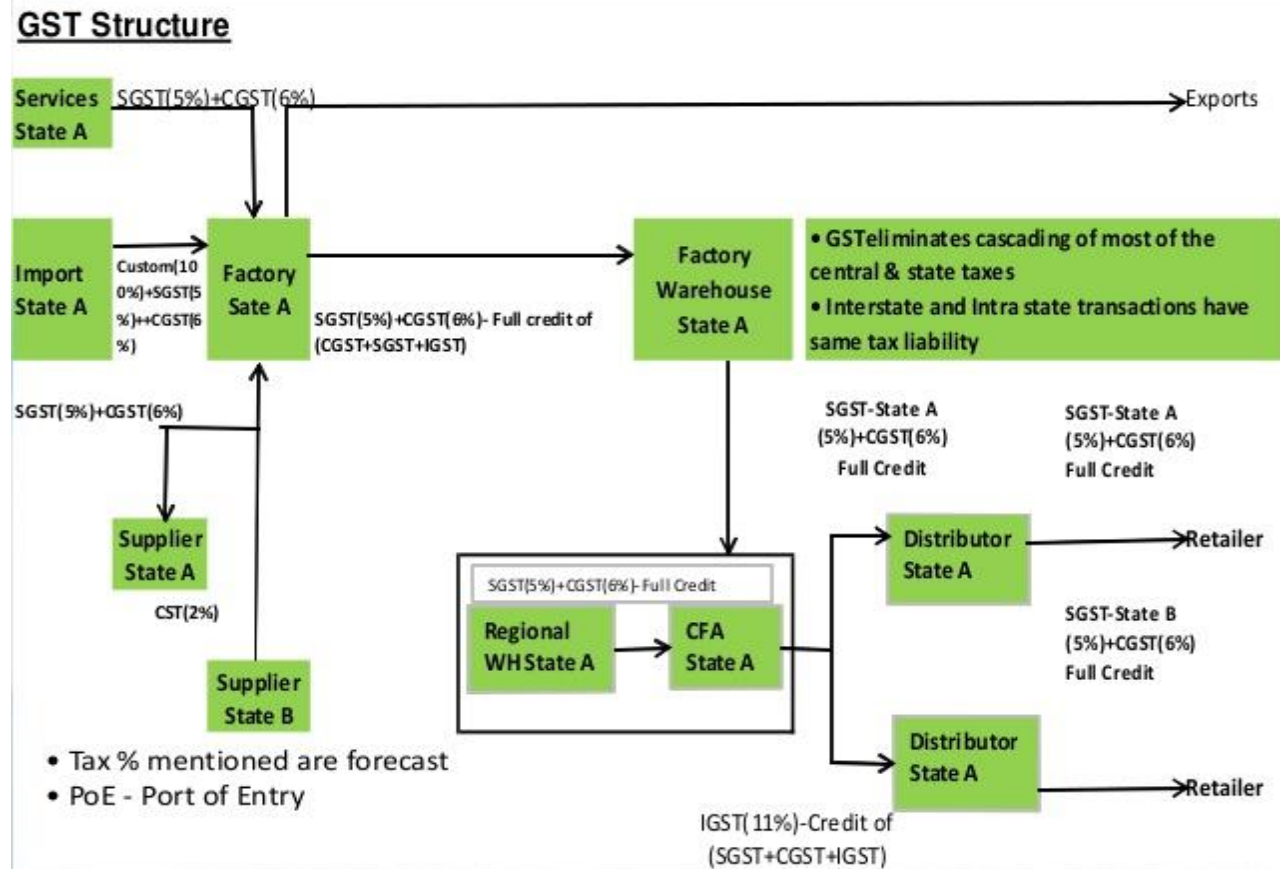 GST Structure
Services
State A
SGST(5%)+CGST(6%)
Exports
Import
State A
Custom(10
0%)+SGST(5
%)++CGST(6
%)
Factory
Sate A
SGST(5%)+CGST(6%)- Full credit of
(CGST+SGST+IGST)
Factory
Warehouse
State A
• GSTeliminates cascading of most of the
central & state taxes
• Interstate and Intra state transactions have
same tax liability
SGST(5%)+CGST(6%)
Supplier
State A
CST(2%)
Supplier
State B
SGST-State A
(5%)+CGST(6%)
Full Credit
SGST-State A
(5%)+CGST(6%)
Full Credit
SGST(5%)+CGST(6%)-Full Credit
Regional
WH State A
CFA
State A
Distributor
State A
Retailer
SGST-State B
(5%)+CGST(6%)
Full Credit
Distributor
State A
Retailer
IGST(11%)-Credit of
(SGST+CGST+IGST)
• Tax % mentioned are forecast
• PoE - Port of Entry